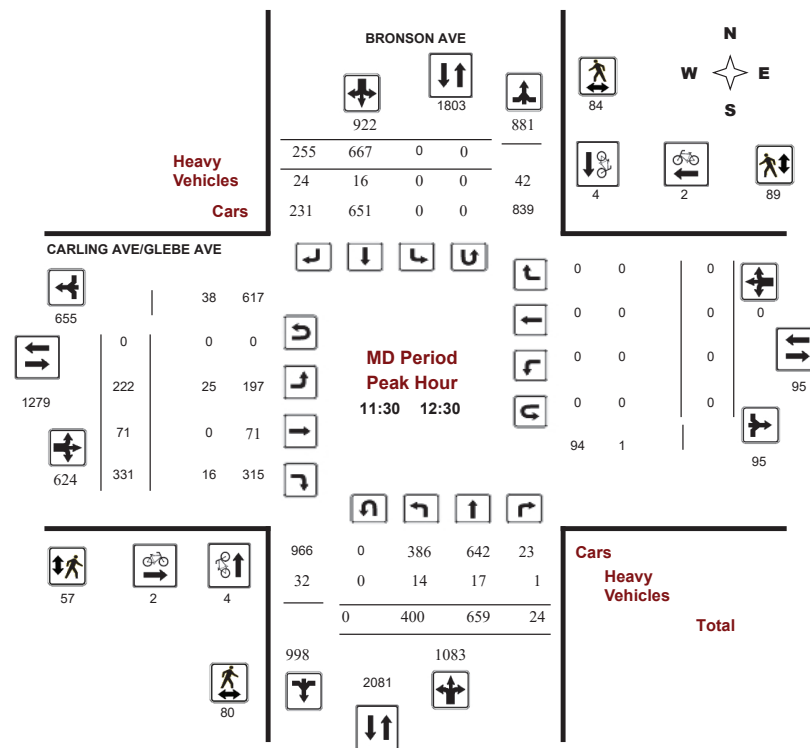 BRONSON AVE
N
W E
S
922 1803 881 84
255 667 0 0
Heavy
Vehicles
24 16 0 0 42
Cars 231 651 0 0 839
4 2 89
CARLING AVE/GLEBE AVE
655
38 617
0 0 0
0 0 0
0
1279
222 25 197
71 0 71
624
331 16 315
MD Period
Peak Hour
11:30 12:30
0 0 0
0 0 0
0 0 0
95
94 1
95
57 2 4
966 0 386 642 23 Cars
32 0 14 17 1 Heavy
Vehicles
0 400 659 24 Total
998 1083
2081
80